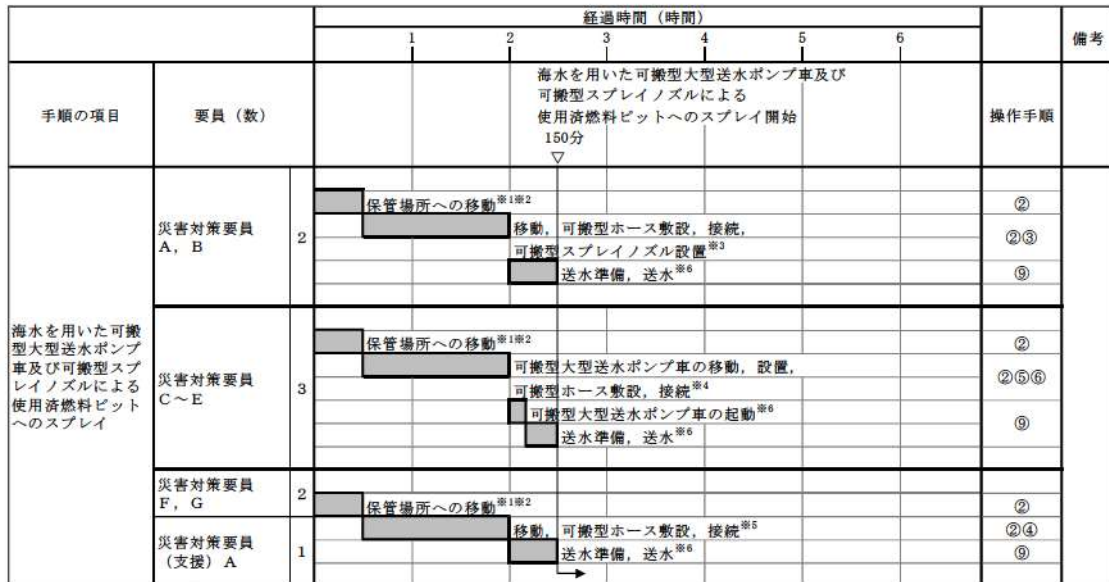 経過時間（時間）
1 2 3 4 5 6
備考
手順の項目
要員（数）
海水を用いた可搬型大型送水ポンプ車及び
可搬型スプレイノズルによる
使用済燃料ピットへのスプレイ開始
150分
▽
操作手順
海水を用いた可搬
型大型送水ポンプ
車及び可搬型スプ
レイノズルによる
使用済燃料ピット
へのスプレイ
災害対策要員
A，B
2
保管場所への移動※1※2
②
移動，可搬型ホース敷設，接続，
可搬型スプレイノズル設置※3
②③
送水準備，送水※6
⑨
災害対策要員
C～E
3
保管場所への移動※1※2
②
可搬型大型送水ポンプ車の移動，設置，
可搬型ホース敷設，接続※4
②⑤⑥
可搬型大型送水ポンプ車の起動※6
送水準備，送水※6
⑨
災害対策要員
F，G
2
保管場所への移動※1※2
②
災害対策要員
（支援）A
1
移動，可搬型ホース敷設，接続※5
②④
送水準備，送水※6
⑨